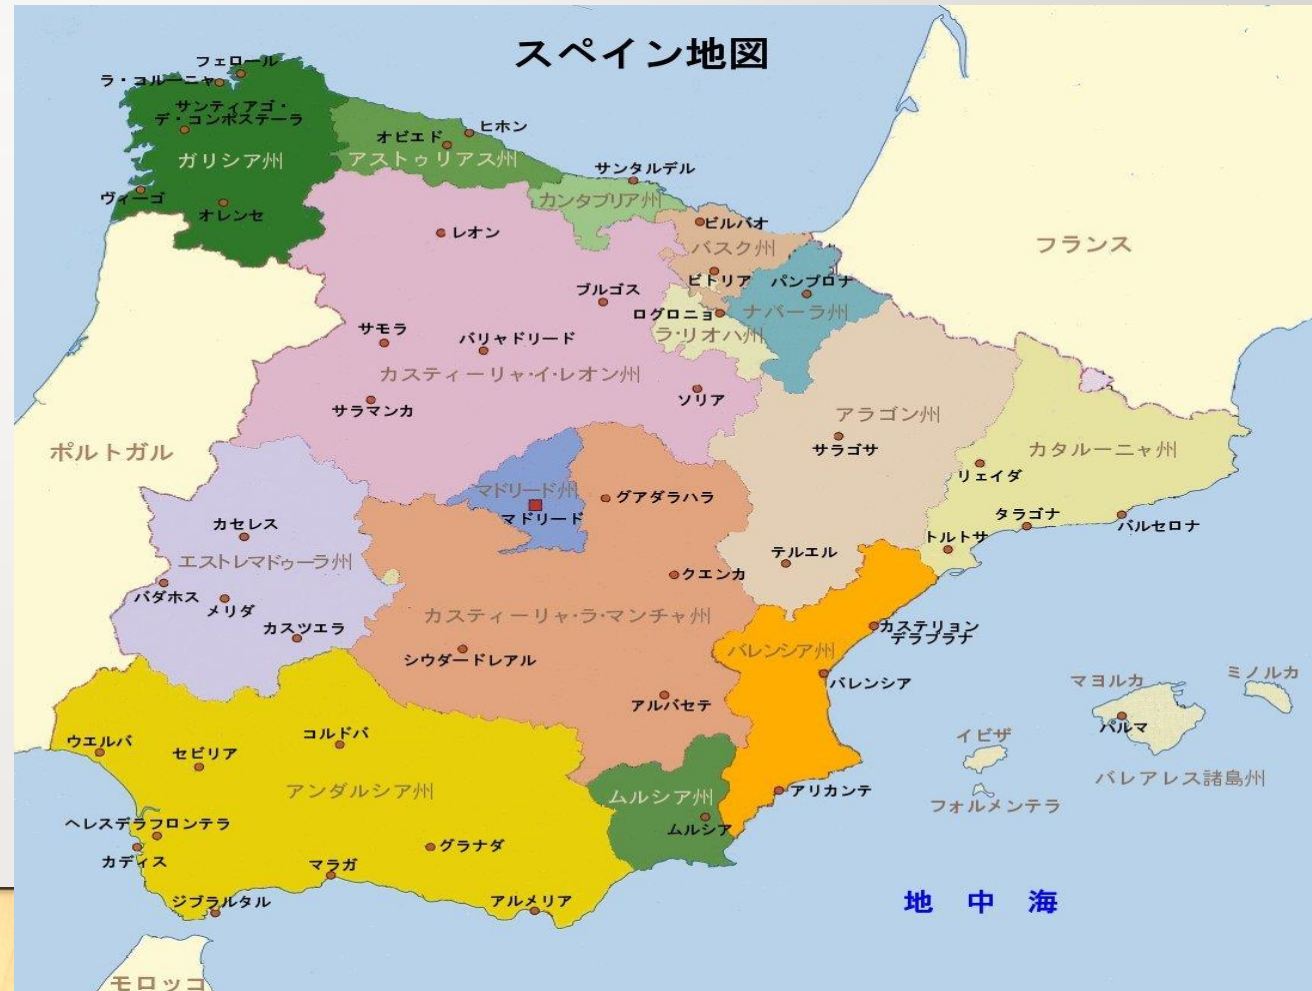 スペイン地図
フェロール
ラ・コルーニャ
サンティアゴ・
デ・コンポステーラ
ガリシア州
ヴィーゴ
オレンセ
オビエド
ヒホン
アストゥリアス州
サンタルデル
カンタブリア州
ビルバオ
バスク州
ビトリア
パンプロナ
ナバーラ州
ログロニョ
ラ・リオハ州
フランス
レオン
ブルゴス
サモラ
バリャドリード
カスティーリャ・イ・レオン州
サラマンカ
ソリア
アラゴン州
サラゴサ
カタルーニャ州
リェイダ
タラゴナ
バルセロナ
トルトサ
テルエル
ポルトガル
マドリード州
マドリード
グアダラハラ
クエンカ
カセレス
エストレマドゥーラ州
バダホス
メリダ
カスツエラ
カスティーリャ・ラ・マンチャ州
シウダードレアル
アルバセテ
カステリョン
デラプラナ
バレンシア州
バレンシア
アリカンテ
マヨルカ
ミノルカ
パルマ
イビザ
フォルメンテラ
バレアレス諸島州
ウエルバ
セビリア
コルドバ
アンダルシア州
ムルシア州
ムルシア
ヘレスデラフロンテラ
カディス
グラナダ
マラガ
ジブラルタル
アルメリア
地 中 海
モロッコ